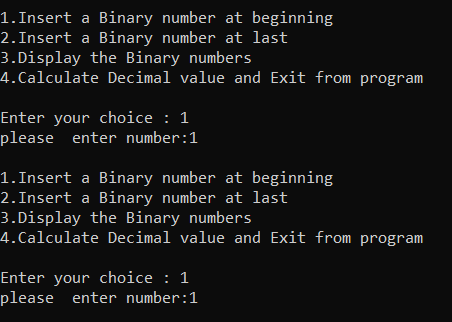 1.Insert a Binary number at beginning
2.Insert a Binary number at last
3.Display the Binary numbers
4.Calculate Decimal value and Exit from program
Enter your choice : 1
please  enter number:1
1.Insert a Binary number at beginning
2.Insert a Binary number at last
3.Display the Binary numbers
4.Calculate Decimal value and Exit from program
Enter your choice : 1
please  enter number:1